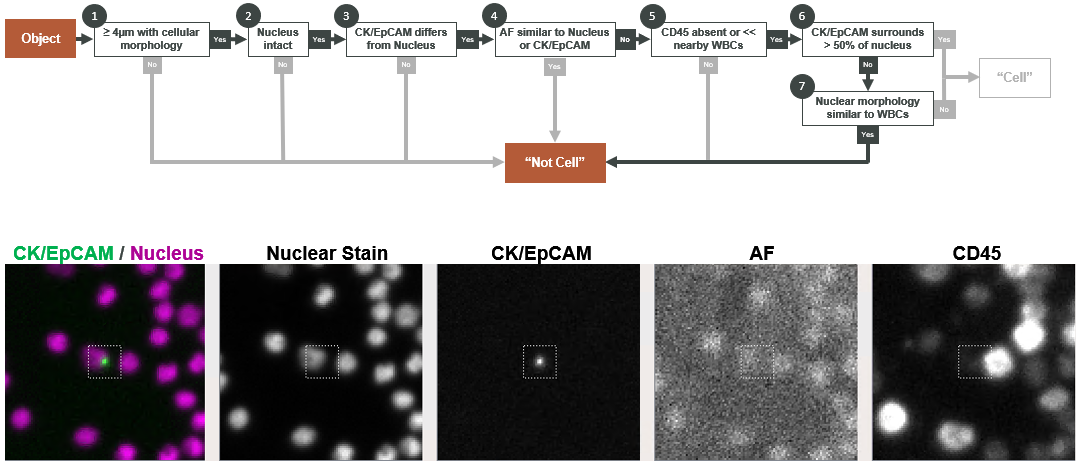 1 2 3 4 5 6
Object
≥ 4µm with cellular
morphology
Yes
No
Nucleus
intact
Yes
No
CK/EpCAM differs
from Nucleus
Yes
No
AF similar to Nucleus
or CK/EpCAM
No
Yes
CD45 absent or <<
nearby WBCs
Yes
No
CK/EpCAM surrounds
> 50% of nucleus
Yes
No
"Cell"
7
Nuclear morphology
similar to WBCs
No
Yes
“Not Cell”
CK/EpCAM / Nucleus
Nuclear Stain
CK/EpCAM
AF
CD45